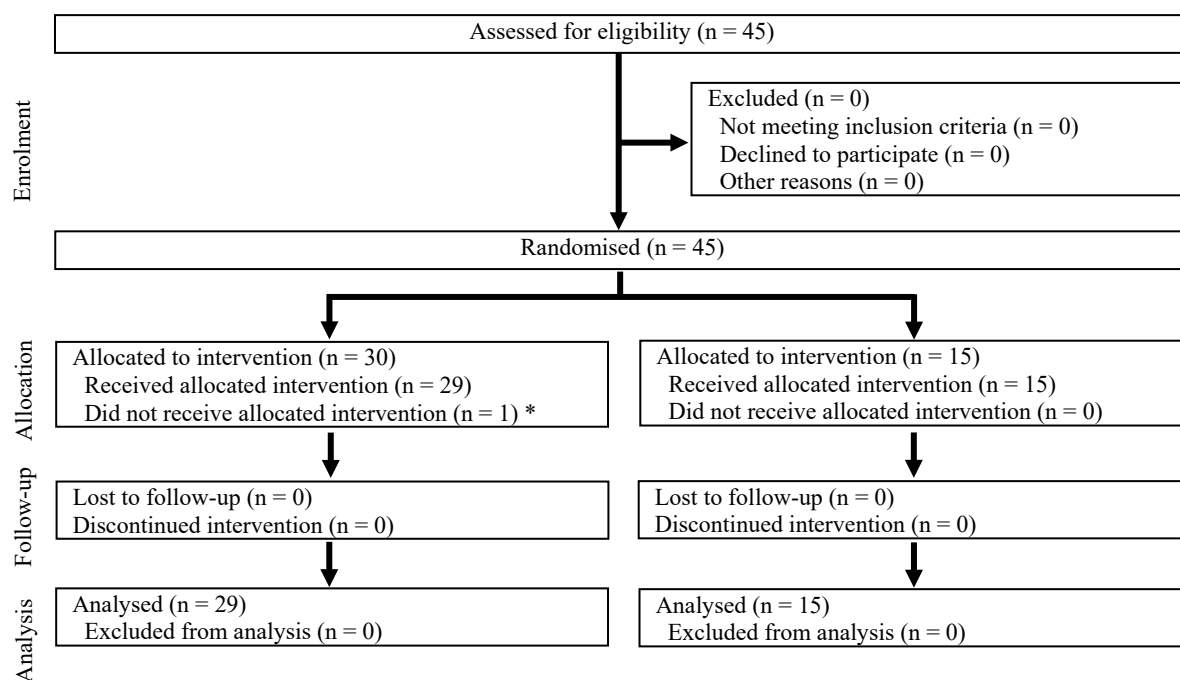 Assessed for eligibility (n = 45)
Enrolment
Excluded (n = 0)
Not meeting inclusion criteria (n = 0)
Declined to participate (n = 0)
Other reasons (n = 0)
Randomised (n = 45)
Allocation
Allocated to intervention (n = 30)
Received allocated intervention (n = 29)
Did not receive allocated intervention (n = 1) *
Allocated to intervention (n = 15)
Received allocated intervention (n = 15)
Did not receive allocated intervention (n = 0)
Follow-up
Lost to follow-up (n = 0)
Discontinued intervention (n = 0)
Lost to follow-up (n = 0)
Discontinued intervention (n = 0)
Analysis
Analysed (n = 29)
Excluded from analysis (n = 0)
Analysed (n = 15)
Excluded from analysis (n = 0)